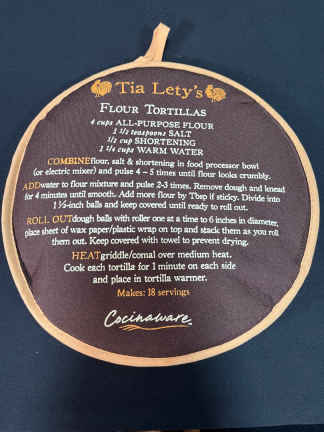 Tia Lety's
FLOUR TORTILLAS
4 cups ALL-PURPOSE FLOUR
1 1/2 teaspoons SALT
1/2 cup SHORTENING
1 1/4 cups WARM WATER
COMBINE flour, salt & shortening in food processor bowl
(or electric mixer) and pulse 4 – 5 times until flour looks crumbly.
ADD water to flour mixture and pulse 2-3 times. Remove dough and knead
for 4 minutes until smooth. Add more flour by Tbsp if sticky. Divide into
1 1/2-inch balls and keep covered until ready to roll out.
ROLL OUT dough balls with roller one at a time to 6 inches in diameter,
place sheet of wax paper/plastic wrap on top and stack them as you roll
them out. Keep covered with towel to prevent drying.
HEAT griddle/comal over medium heat.
Cook each tortilla for 1 minute on each side
and place in tortilla warmer.
Makes: 18 servings
Cocinaware.